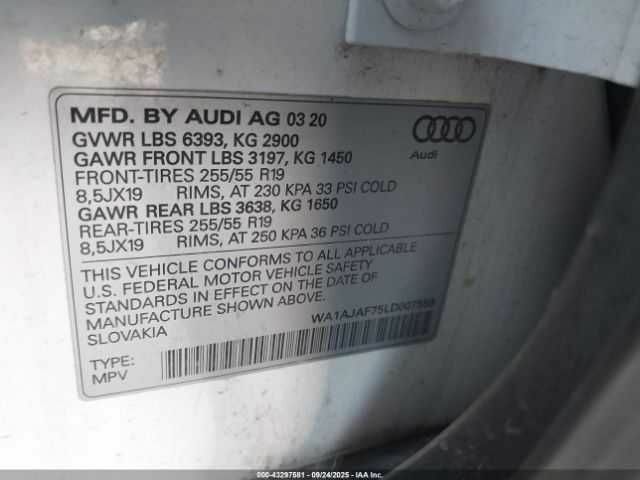 MFD. BY AUDI AG 03 20
GVWR LBS 6393, KG 2900
GAWR FRONT LBS 3197, KG 1450
FRONT-TIRES 255/55 R19
8,5JX19 RIMS, AT 230 KPA 33 PSI COLD
GAWR REAR LBS 3638, KG 1650
REAR-TIRES 255/55 R19
8,5JX19 RIMS, AT 250 KPA 36 PSI COLD
Audi
THIS VEHICLE CONFORMS TO ALL APPLICABLE
U.S. FEDERAL MOTOR VEHICLE SAFETY
STANDARDS IN EFFECT ON THE DATE OF
MANUFACTURE SHOWN ABOVE.
SLOVAKIA
TYPE:
MPV
000-43297581 - 09/24/2025 - IAA Inc.